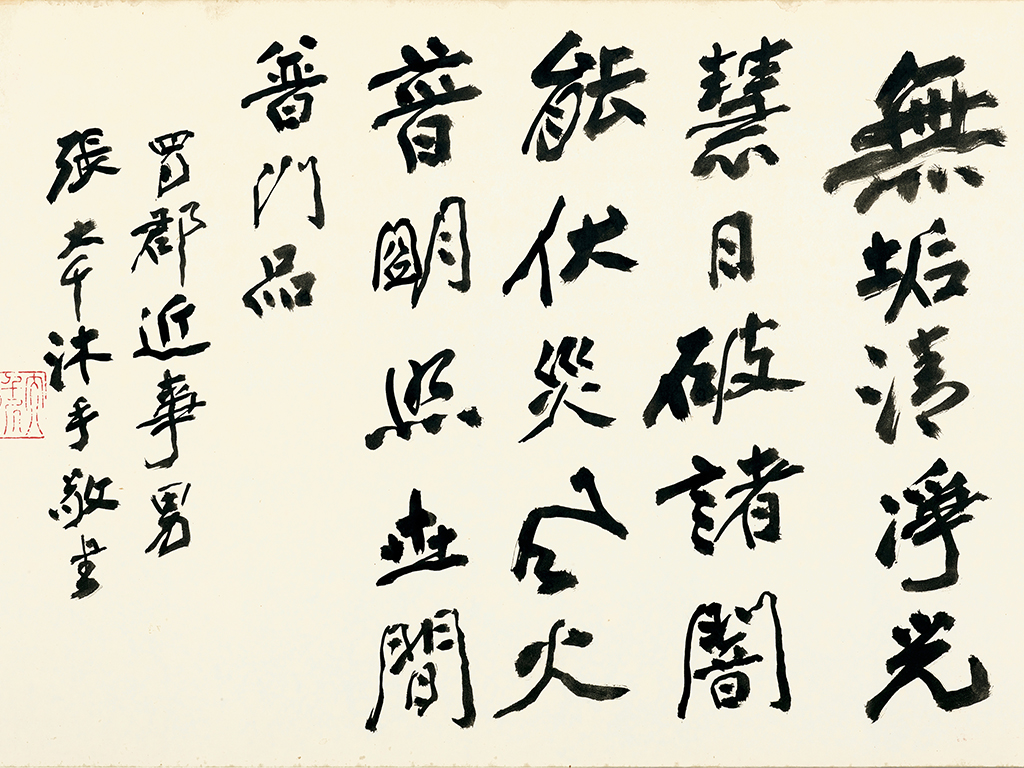 無垢清淨光
慧日破諸闇
能伏災風火
普明照世間
普門品
蜀郡近事男
張大千沐手敬書